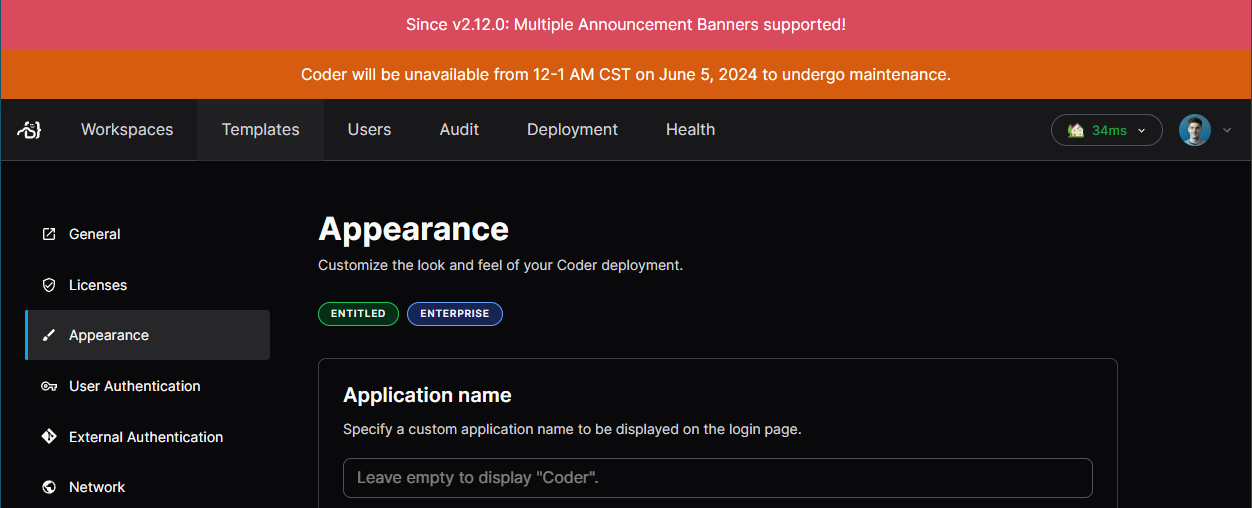 Since v2.12.0: Multiple Announcement Banners supported!
Coder will be unavailable from 12-1 AM CST on June 5, 2024 to undergo maintenance.
Workspaces Templates Users Audit Deployment Health 34ms
General
Licenses
Appearance
User Authentication
External Authentication
Network
Appearance
Customize the look and feel of your Coder deployment.
ENTITLED ENTERPRISE
Application name
Specify a custom application name to be displayed on the login page.
Leave empty to display "Coder".